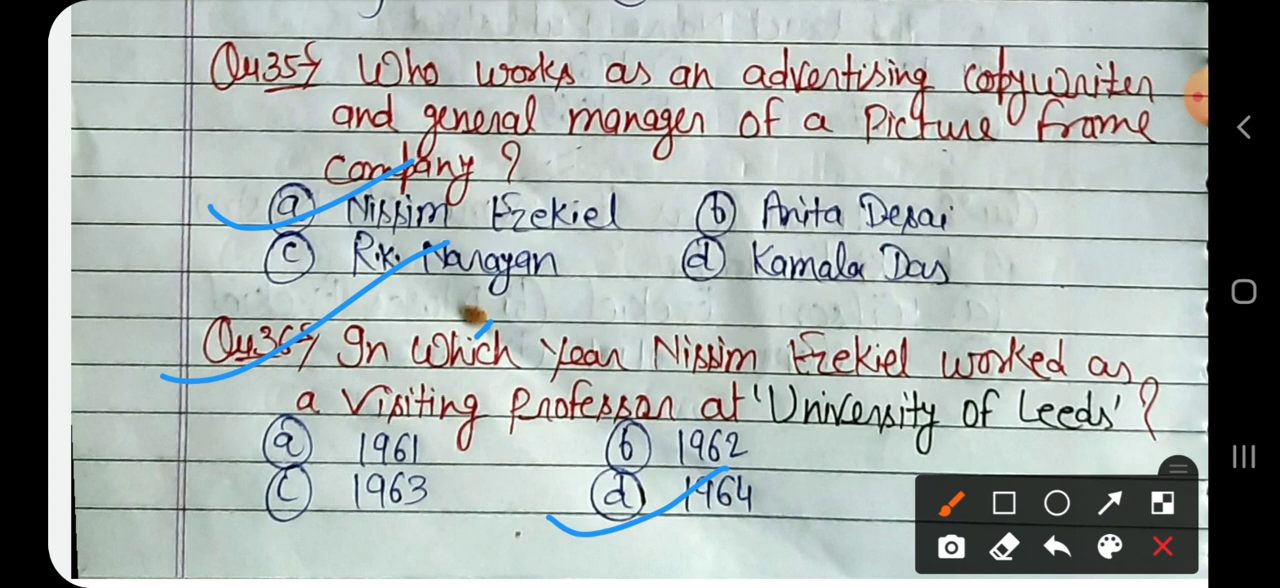 Qu35> Who works as an advertising copywriter
and general manager of a Picture frame
company ?
(a) Nissim Ezekiel (b) Anita Desai
(c) R.K. Narayan (d) Kamala Das
Qu36> In which year Nissim Ezekiel worked as
a Visiting Professor at 'University of Leeds' ?
(a) 1961 (b) 1962
(c) 1963 (d) 1964